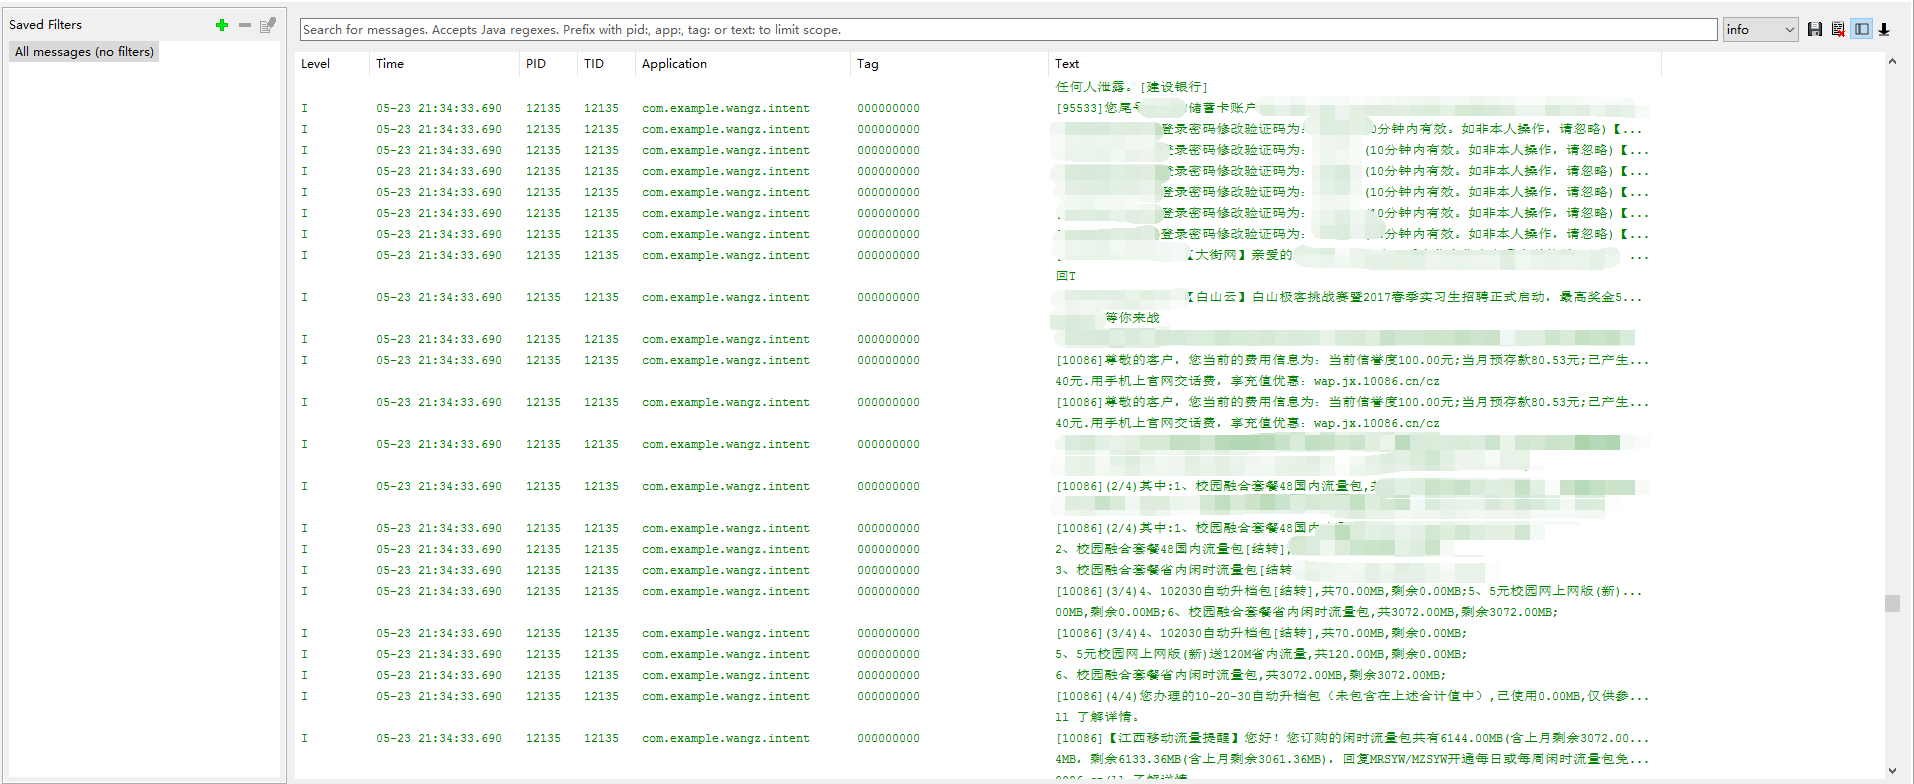 Saved Filters
All messages (no filters)
Search for messages. Accepts Java regexes. Prefix with pid:, app:, tag: or text: to limit scope.
info
Level Time PID TID Application Tag Text
任何人泄露。[建设银行]
I 05-23 21:34:33.690 12135 12135 com.example.wangz.intent 000000000 [95533]您尾号 储蓄卡账户
I 05-23 21:34:33.690 12135 12135 com.example.wangz.intent 000000000 登录密码修改验证码为: 0分钟内有效。如非本人操作，请忽略)【...
I 05-23 21:34:33.690 12135 12135 com.example.wangz.intent 000000000 登录密码修改验证码为: (10分钟内有效。如非本人操作，请忽略)【...
I 05-23 21:34:33.690 12135 12135 com.example.wangz.intent 000000000 登录密码修改验证码为: (10分钟内有效。如非本人操作，请忽略)【...
I 05-23 21:34:33.690 12135 12135 com.example.wangz.intent 000000000 登录密码修改验证码为: (10分钟内有效。如非本人操作，请忽略)【...
I 05-23 21:34:33.690 12135 12135 com.example.wangz.intent 000000000 登录密码修改验证码为: 10分钟内有效。如非本人操作，请忽略)【...
I 05-23 21:34:33.690 12135 12135 com.example.wangz.intent 000000000 登录密码修改验证码为: 分钟内有效。如非本人操作，请忽略)【...
I 05-23 21:34:33.690 12135 12135 com.example.wangz.intent 000000000 【大街网】亲爱的 ...
回T
I 05-23 21:34:33.690 12135 12135 com.example.wangz.intent 000000000 【白山云】白山极客挑战赛暨2017春季实习生招聘正式启动，最高奖金5...
等你来战
I 05-23 21:34:33.690 12135 12135 com.example.wangz.intent 000000000
I 05-23 21:34:33.690 12135 12135 com.example.wangz.intent 000000000 [10086]尊敬的客户，您当前的费用信息为: 当前信誉度100.00元;当月预存款80.53元;已产生...
40元.用手机上官网交话费，享充值优惠: wap.jx.10086.cn/cz
I 05-23 21:34:33.690 12135 12135 com.example.wangz.intent 000000000 [10086]尊敬的客户，您当前的费用信息为: 当前信誉度100.00元;当月预存款80.53元;已产生...
40元.用手机上官网交话费，享充值优惠: wap.jx.10086.cn/cz
I 05-23 21:34:33.690 12135 12135 com.example.wangz.intent 000000000
I 05-23 21:34:33.690 12135 12135 com.example.wangz.intent 000000000 [10086](2/4)其中:1、校园融合套餐48国内流量包,共
I 05-23 21:34:33.690 12135 12135 com.example.wangz.intent 000000000 [10086](2/4)其中:1、校园融合套餐48国内
I 05-23 21:34:33.690 12135 12135 com.example.wangz.intent 000000000 2、校园融合套餐48国内流量包[结转],
I 05-23 21:34:33.690 12135 12135 com.example.wangz.intent 000000000 3、校园融合套餐省内闲时流量包[结转
I 05-23 21:34:33.690 12135 12135 com.example.wangz.intent 000000000 [10086](3/4)4、102030自动升档包[结转],共70.00MB,剩余0.00MB;5、5元校园网上网版(新)...
00MB,剩余0.00MB;6、校园融合套餐省内闲时流量包,共3072.00MB,剩余3072.00MB;
I 05-23 21:34:33.690 12135 12135 com.example.wangz.intent 000000000 [10086](3/4)4、102030自动升档包[结转],共70.00MB,剩余0.00MB;
I 05-23 21:34:33.690 12135 12135 com.example.wangz.intent 000000000 5、5元校园网上网版(新)送120M省内流量,共120.00MB,剩余0.00MB;
I 05-23 21:34:33.690 12135 12135 com.example.wangz.intent 000000000 6、校园融合套餐省内闲时流量包,共3072.00MB,剩余3072.00MB;
I 05-23 21:34:33.690 12135 12135 com.example.wangz.intent 000000000 [10086](4/4)您办理的10-20-30自动升档包（未包含在上述合计值中）,已使用0.00MB,仅供参...
11 了解详情。
I 05-23 21:34:33.690 12135 12135 com.example.wangz.intent 000000000 [10086]【江西移动流量提醒】您好！您订购的闲时流量包共有6144.00MB(含上月剩余3072.00...
4MB，剩余6133.36MB(含上月剩余3061.36MB)，回复MRSYW/MZSYW开通每日或每周闲时流量包免...